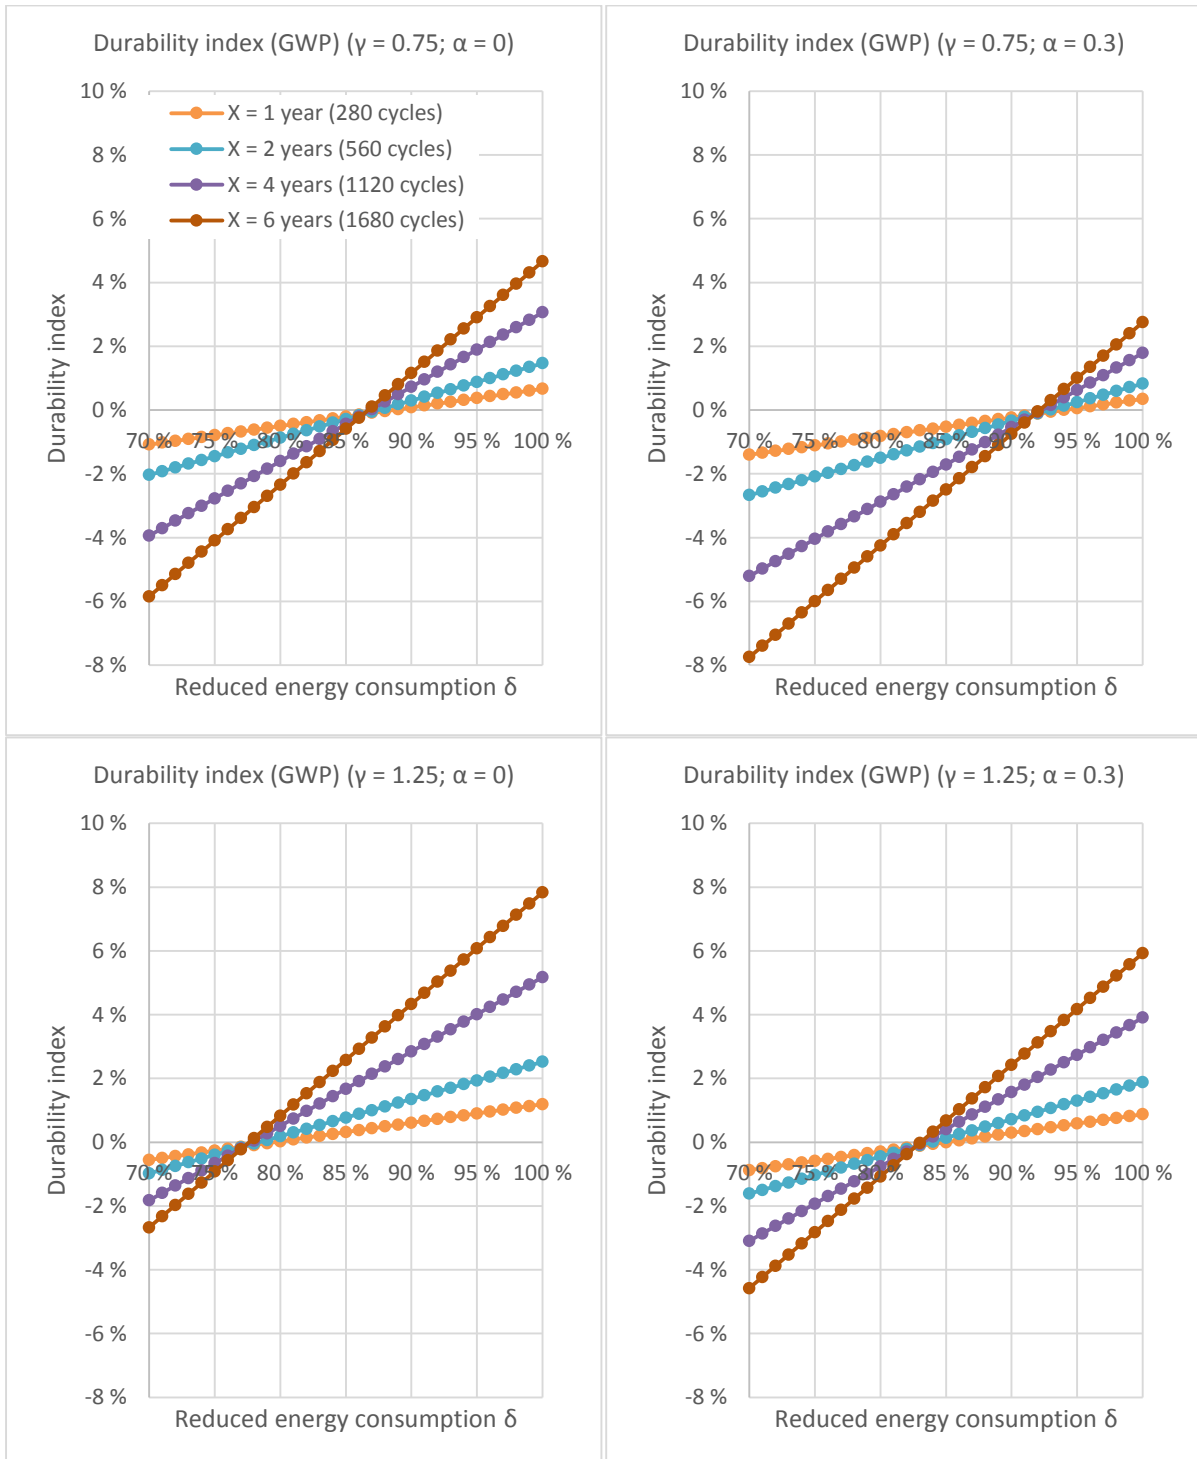 Durability index (GWP) (γ = 0.75; α = 0)
10 %
8 %
6 %
4 %
2 %
0 %
-2 %
-4 %
-6 %
-8 %
Durability index
X = 1 year (280 cycles)
X = 2 years (560 cycles)
X = 4 years (1120 cycles)
X = 6 years (1680 cycles)
70 % 75 % 80 % 85 % 90 % 95 % 100 %
Reduced energy consumption δ
Durability index (GWP) (γ = 0.75; α = 0.3)
10 %
8 %
6 %
4 %
2 %
0 %
-2 %
-4 %
-6 %
-8 %
Durability index
70 % 75 % 80 % 85 % 90 % 95 % 100 %
Reduced energy consumption δ
Durability index (GWP) (γ = 1.25; α = 0)
10 %
8 %
6 %
4 %
2 %
0 %
-2 %
-4 %
-6 %
-8 %
Durability index
70 % 75 % 80 % 85 % 90 % 95 % 100 %
Reduced energy consumption δ
Durability index (GWP) (γ = 1.25; α = 0.3)
10 %
8 %
6 %
4 %
2 %
0 %
-2 %
-4 %
-6 %
-8 %
Durability index
70 % 75 % 80 % 85 % 90 % 95 % 100 %
Reduced energy consumption δ